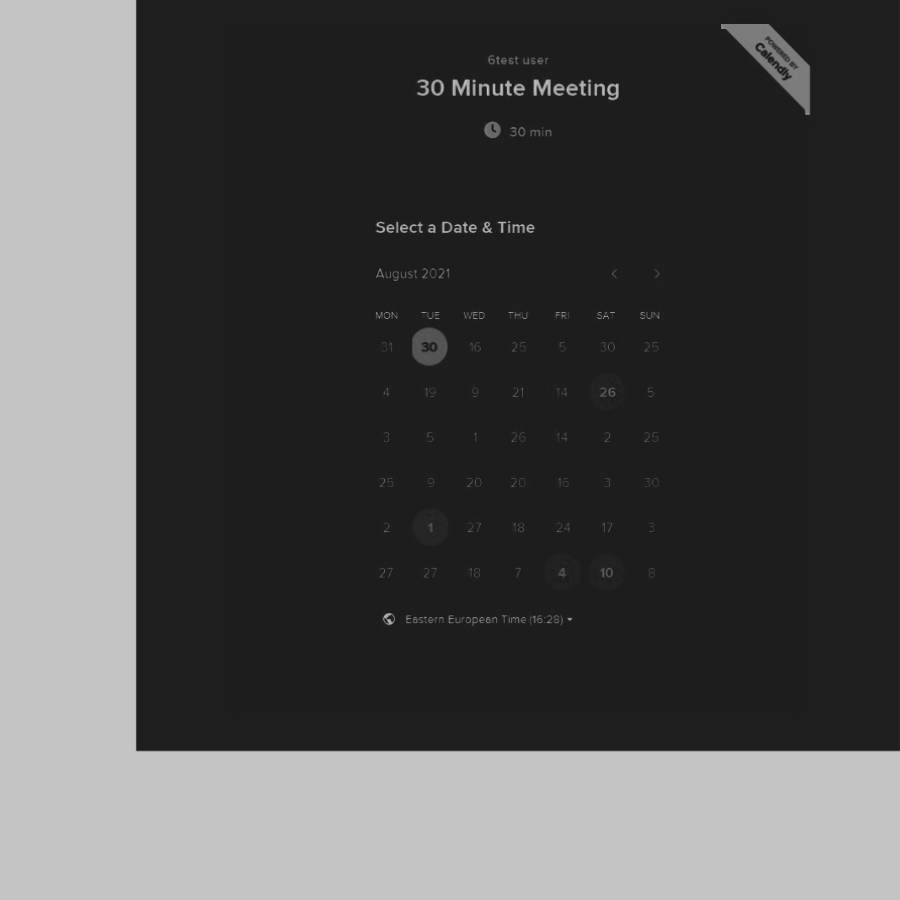 POWERED BY
Calendly
6test user
30 Minute Meeting
30 min
Select a Date & Time
August 2021
MON TUE WED THU FRI SAT SUN
31 30 16 25 5 30 25
4 19 9 21 14 26 5
3 5 1 26 14 2 25
25 9 20 20 16 3 30
2 1 27 18 24 17 3
27 27 18 7 4 10 8
Eastern European Time (16:28)